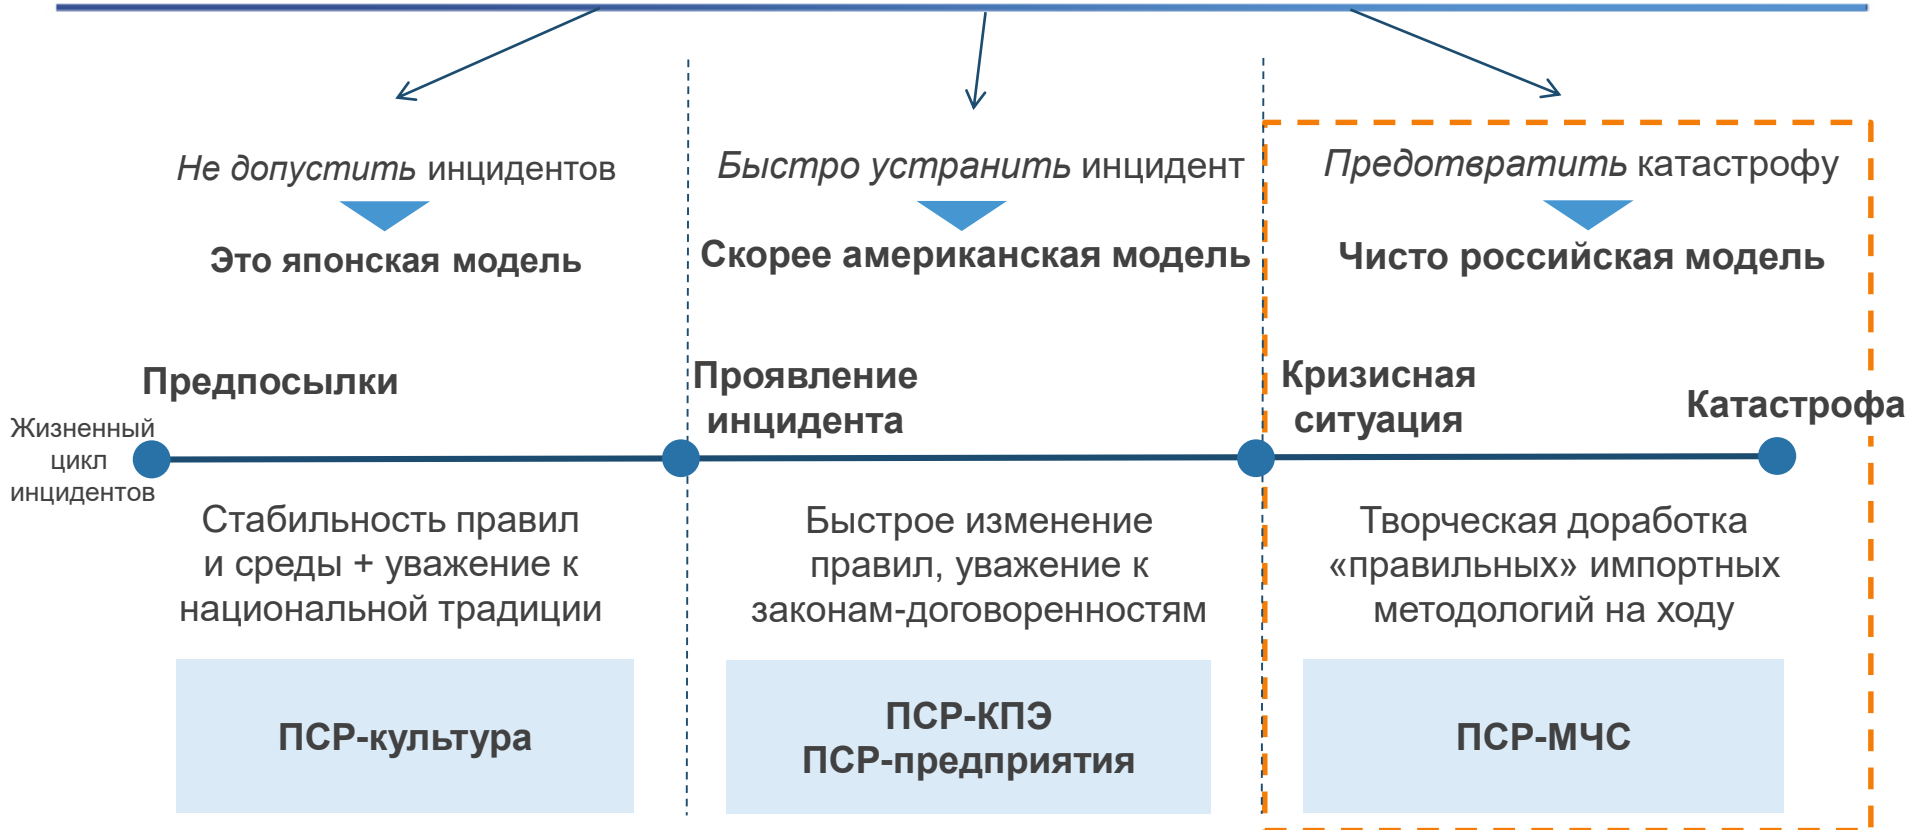 Не допустить инцидентов
Это японская модель
Быстро устранить инцидент
Скорее американская модель
Предотвратить катастрофу
Чисто российская модель
Жизненный
цикл
инцидентов
Предпосылки
Проявление
инцидента
Кризисная
ситуация
Катастрофа
Стабильность правил
и среды + уважение к
национальной традиции
Быстрое изменение
правил, уважение к
законам-договоренностям
Творческая доработка
«правильных» импортных
методологий на ходу
ПСР-культура
ПСР-КПЭ
ПСР-предприятия
ПСР-МЧС